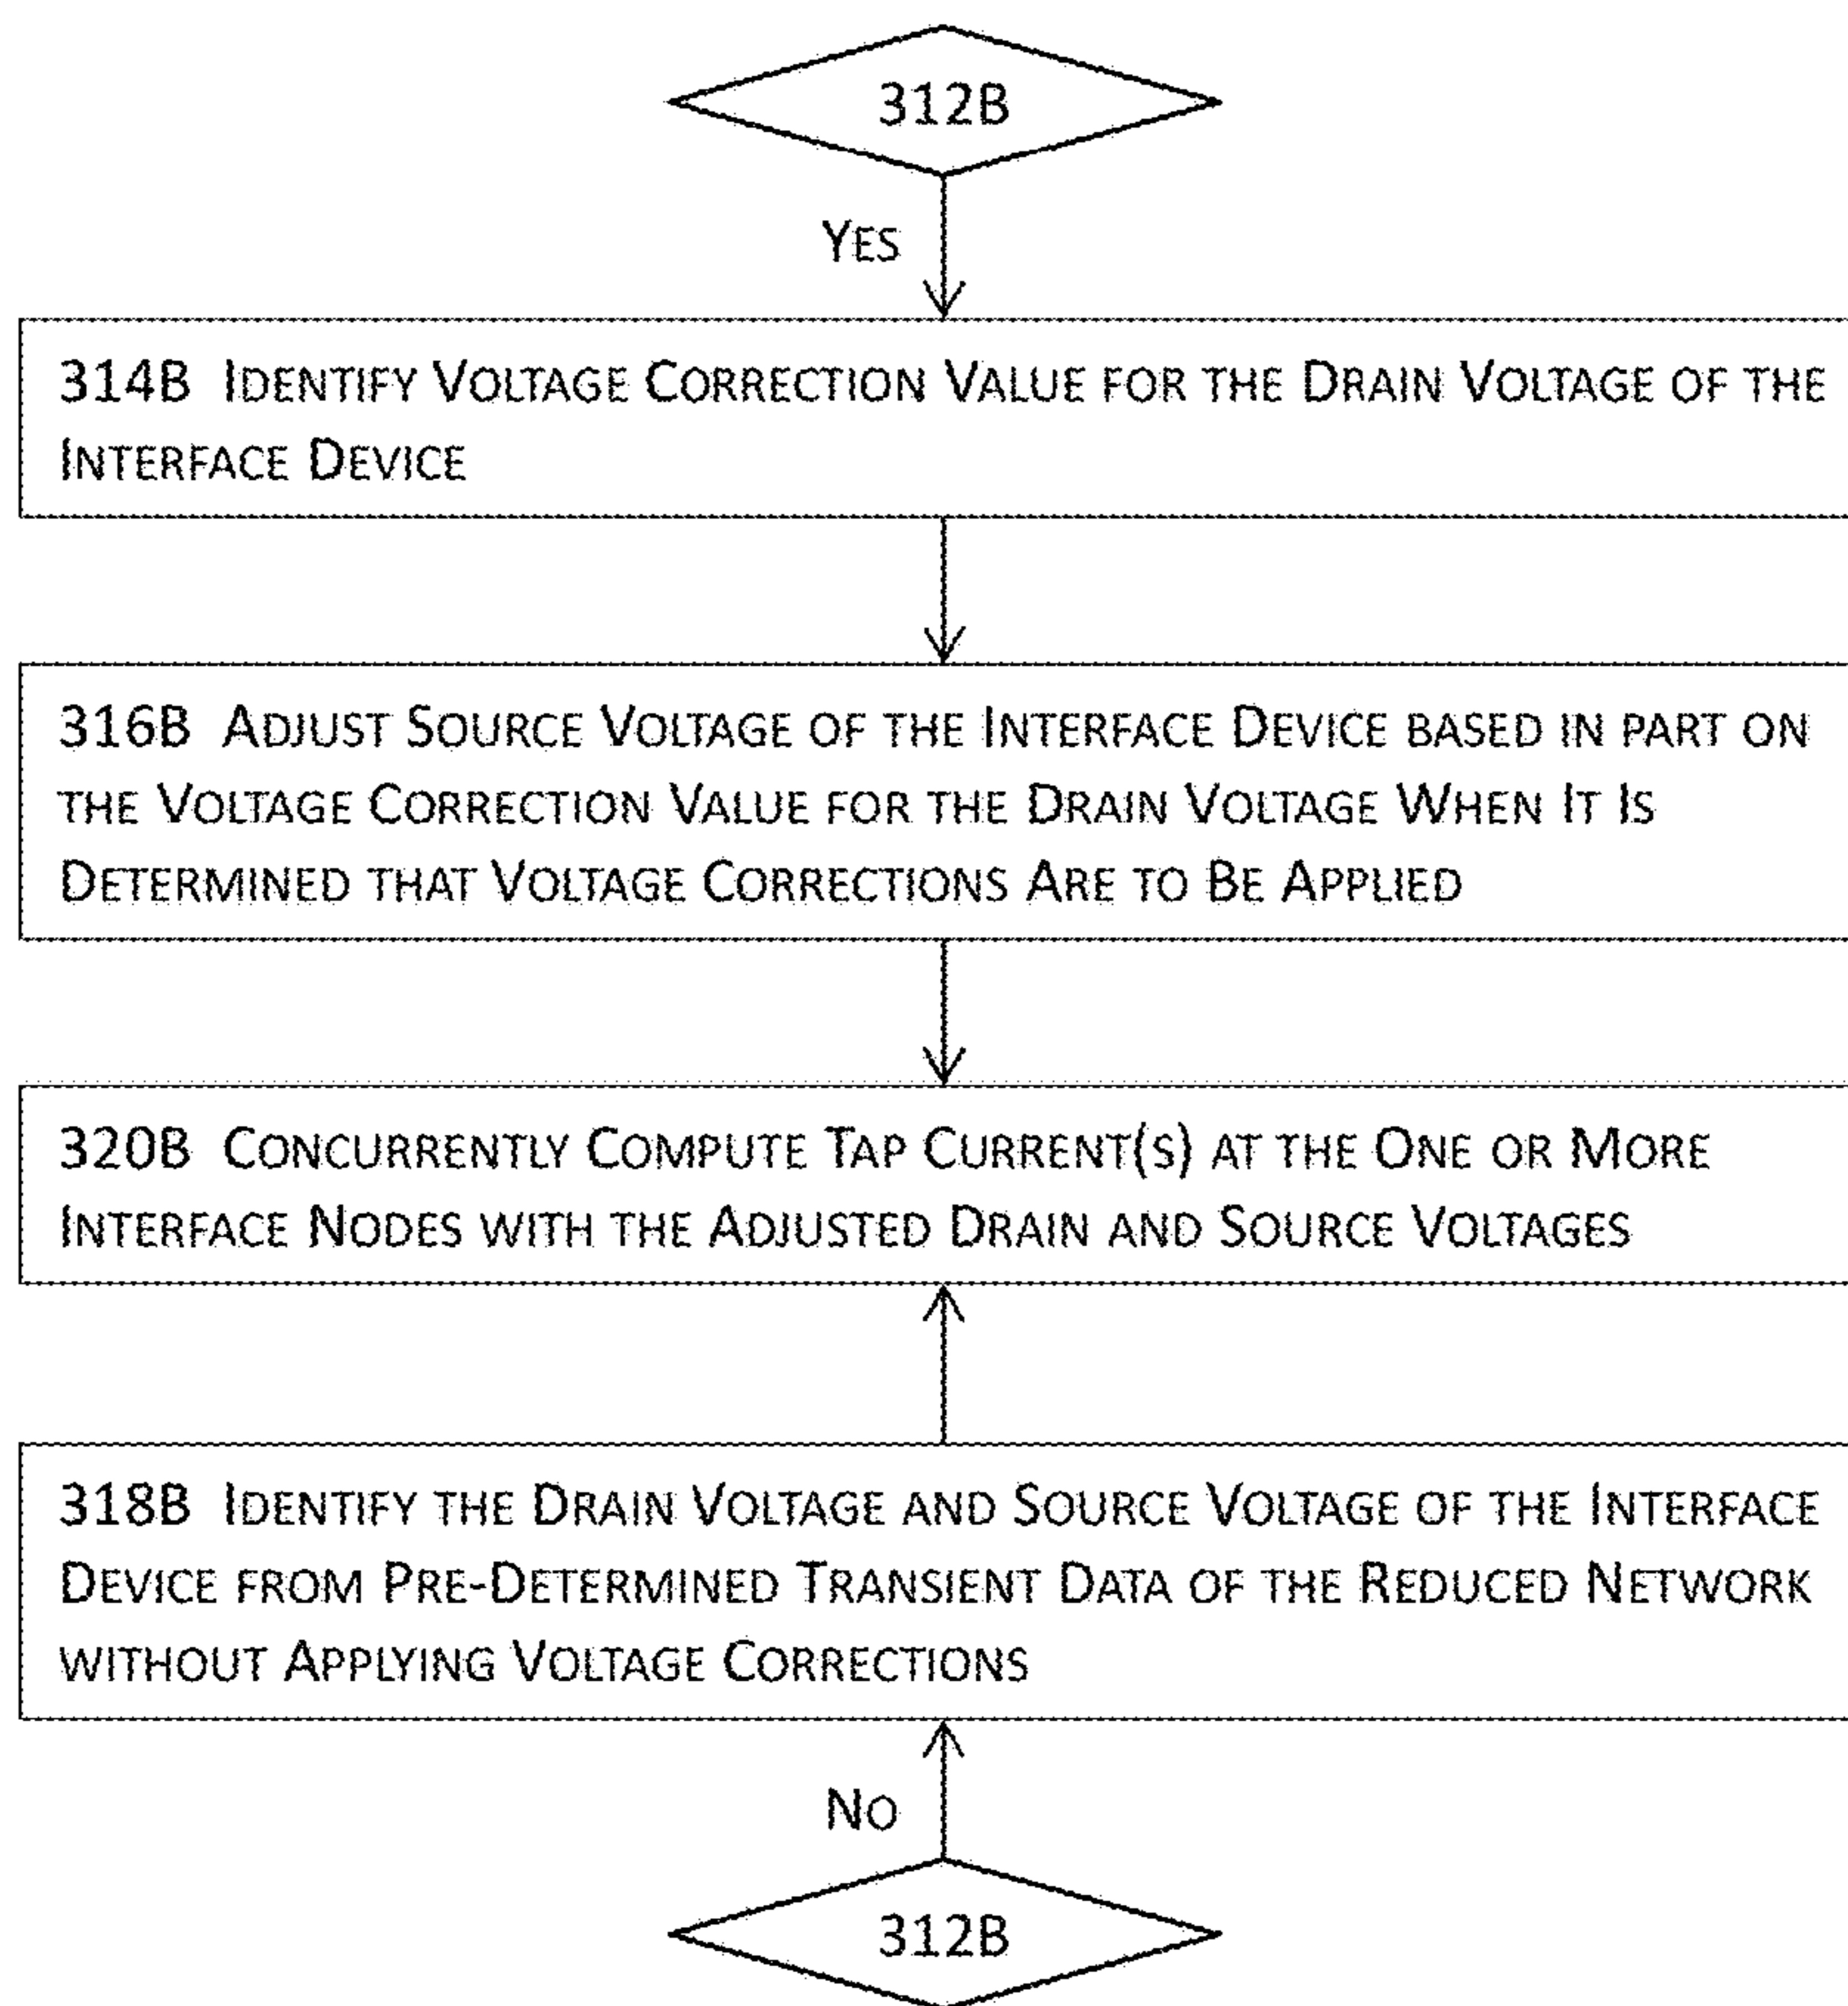 312B
YES
314B IDENTIFY VOLTAGE CORRECTION VALUE FOR THE DRAIN VOLTAGE OF THE
INTERFACE DEVICE
316B ADJUST SOURCE VOLTAGE OF THE INTERFACE DEVICE BASED IN PART ON
THE VOLTAGE CORRECTION VALUE FOR THE DRAIN VOLTAGE WHEN IT IS
DETERMINED THAT VOLTAGE CORRECTIONS ARE TO BE APPLIED
320B CONCURRENTLY COMPUTE TAP CURRENT(S) AT THE ONE OR MORE
INTERFACE NODES WITH THE ADJUSTED DRAIN AND SOURCE VOLTAGES
318B IDENTIFY THE DRAIN VOLTAGE AND SOURCE VOLTAGE OF THE INTERFACE
DEVICE FROM PRE-DETERMINED TRANSIENT DATA OF THE REDUCED NETWORK
WITHOUT APPLYING VOLTAGE CORRECTIONS
NO
312B